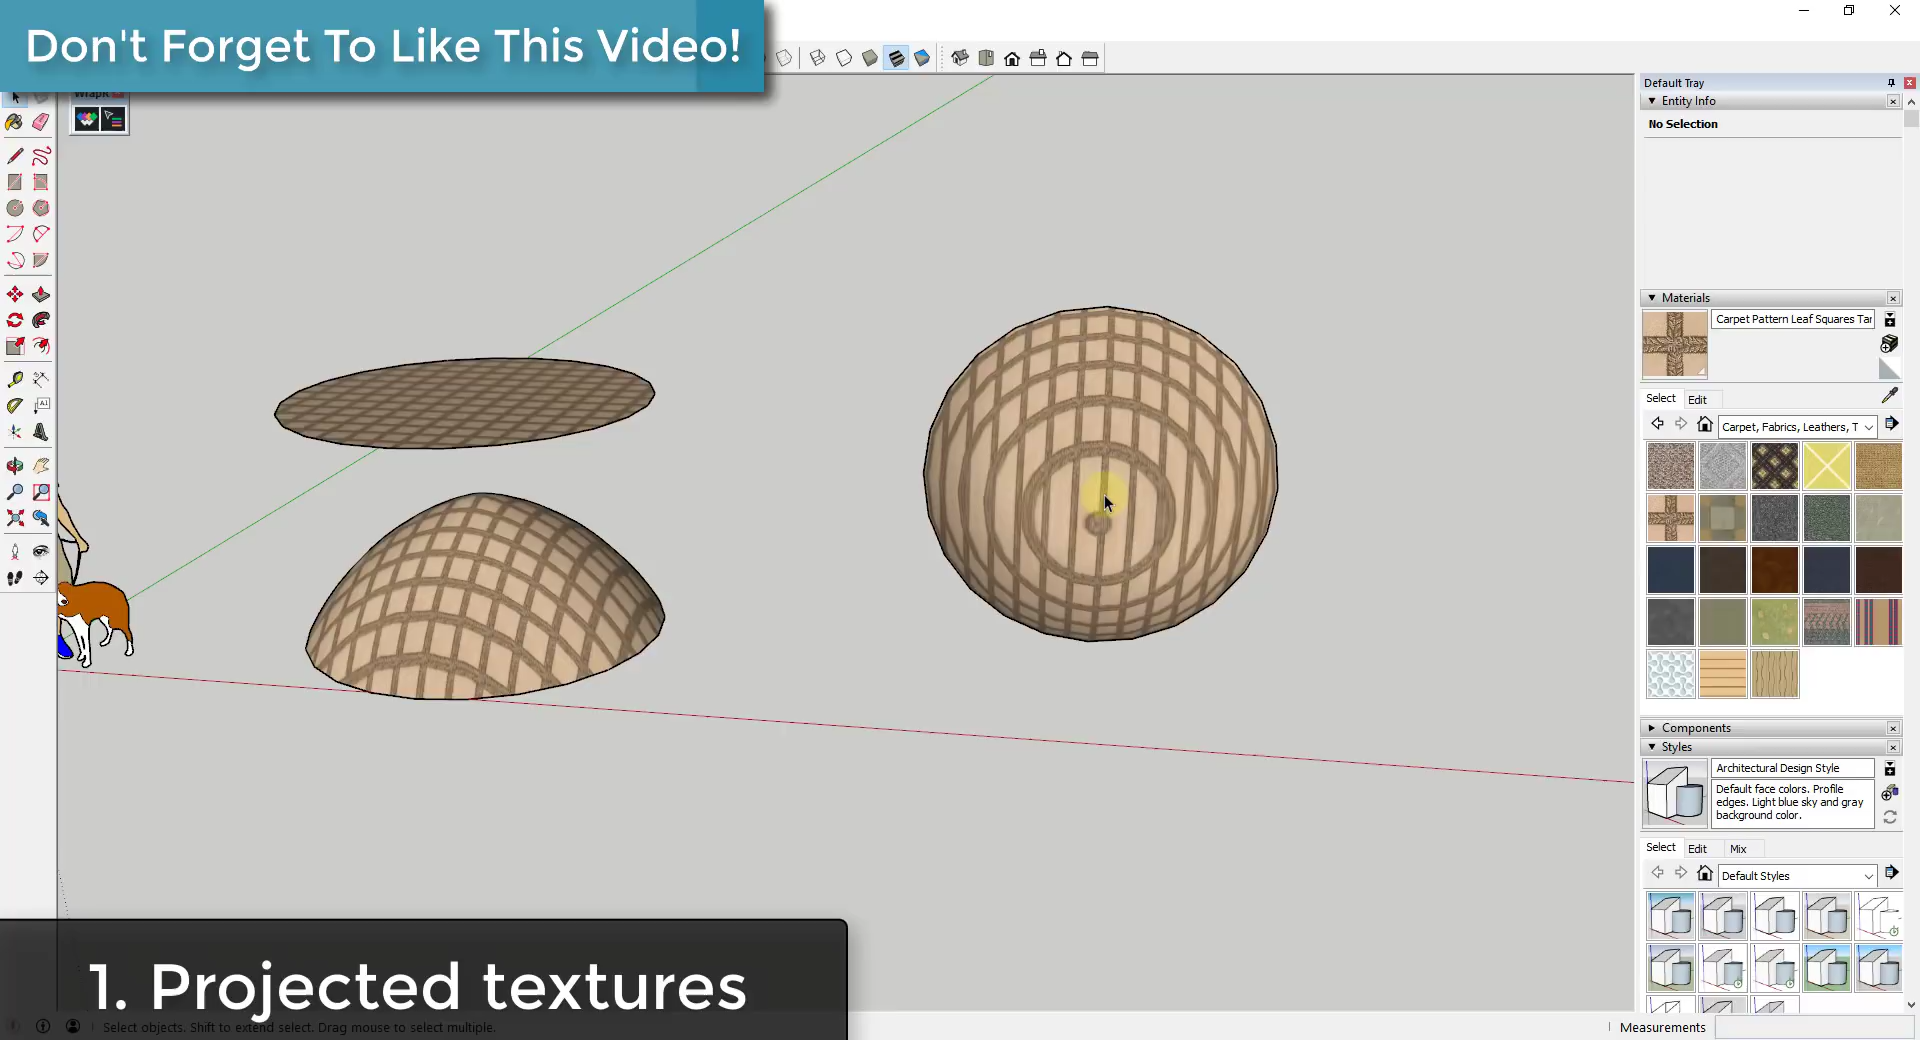 Don't Forget To Like This Video!
Default Tray
Entity Info
No Selection
Materials
Carpet Pattern Leaf Squares Tan
Select Edit
Carpet, Fabrics, Leathers, T
Components
Styles
Architectural Design Style
Default face colors. Profile
edges. Light blue sky and gray
background color.
Select Edit Mix
Default Styles
1. Projected textures
Select objects. Shift to extend select. Drag mouse to select multiple.
Measurements